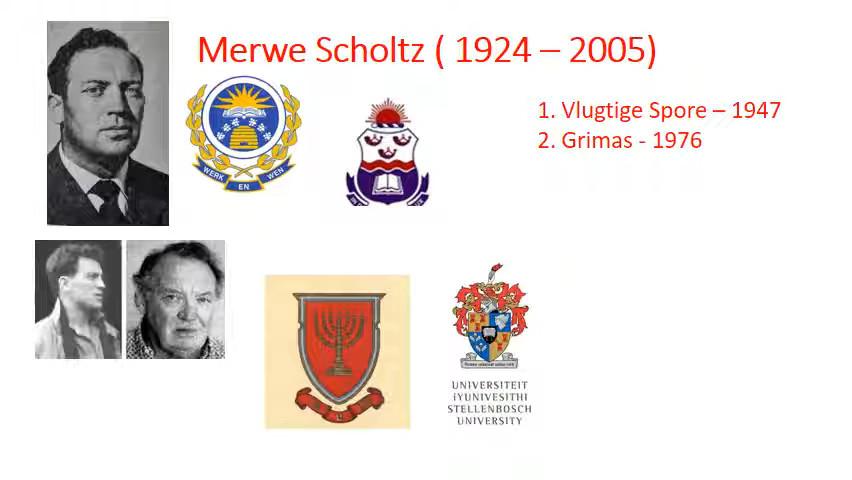 Merwe Scholtz ( 1924 – 2005)
1. Vlugtige Spore – 1947
2. Grimas - 1976
WERK EN WEN
UNIVERSITEIT
iYUNIVESITHI
STELLENBOSCH
UNIVERSITY